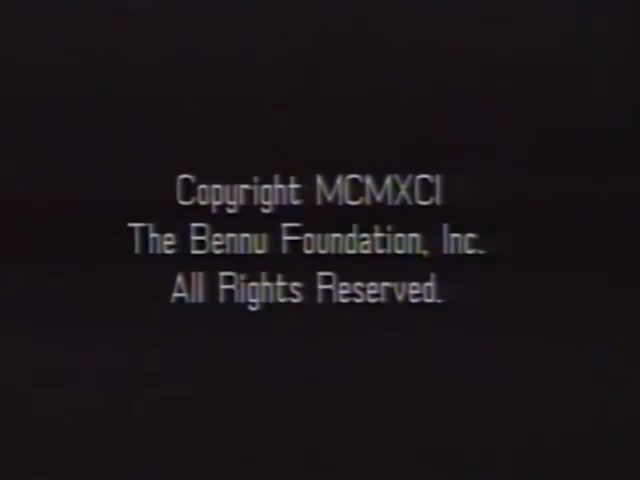 Copyright MCMXCI
The Bennu Foundation, Inc.
All Rights Reserved.